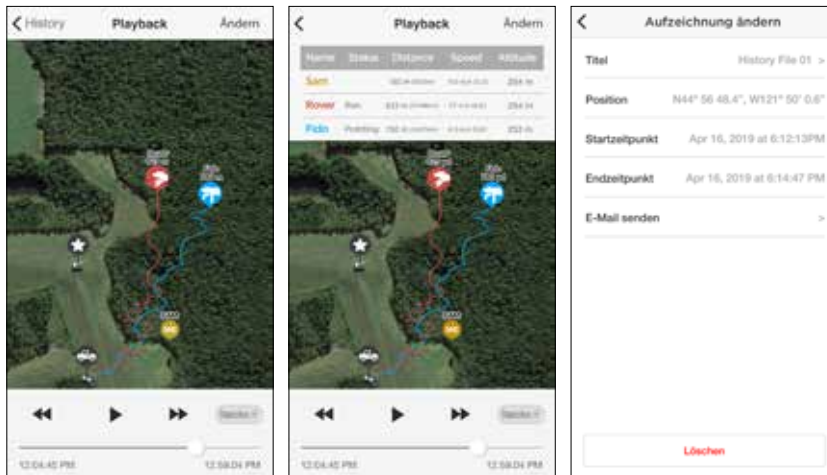 History
Playback
Ändern
12:04:45 PM
12:59:04 PM
Playback
Ändern
Name Status Distance Speed Altitude
Sam
Rover Run
Fido Pointing
12:04:45 PM
12:59:04 PM
Aufzeichnung ändern
Titel History File 01 >
Position N44° 56 48.4", W121° 50' 0.6"
Startzeitpunkt Apr 16, 2019 at 6:12:13PM
Endzeitpunkt Apr 16, 2019 at 6:14:47 PM
E-Mail senden >
Löschen